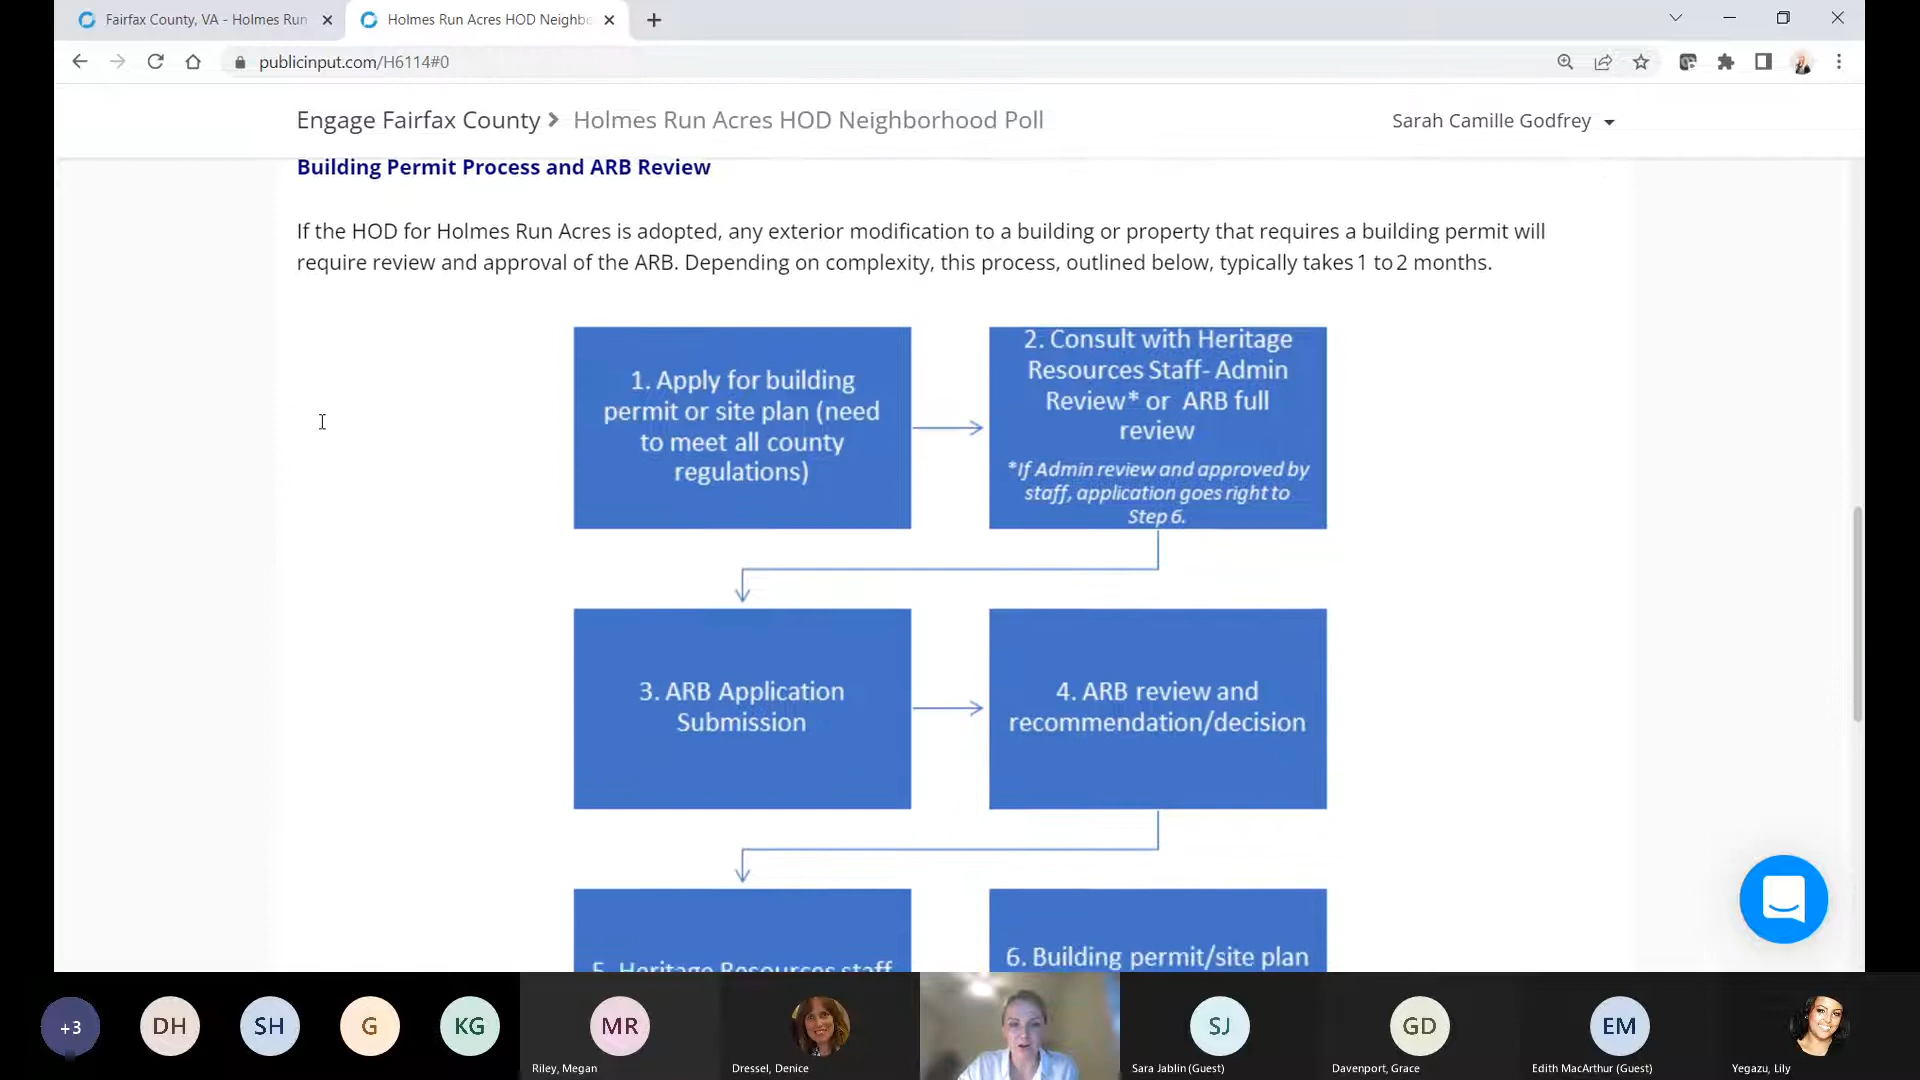 Fairfax County, VA - Holmes Run
Holmes Run Acres HOD Neighbo
publicinput.com/H6114#0
Engage Fairfax County > Holmes Run Acres HOD Neighborhood Poll
Sarah Camille Godfrey
Building Permit Process and ARB Review
If the HOD for Holmes Run Acres is adopted, any exterior modification to a building or property that requires a building permit will
require review and approval of the ARB. Depending on complexity, this process, outlined below, typically takes 1 to 2 months.
1. Apply for building
permit or site plan (need
to meet all county
regulations)
2. Consult with Heritage
Resources Staff- Admin
Review* or ARB full
review
*If Admin review and approved by
staff, application goes right to
Step 6.
3. ARB Application
Submission
4. ARB review and
recommendation/decision
5. Heritage Resources staff
6. Building permit/site plan
+3
DH
SH
G
KG
MR
Riley, Megan
Dressel, Denice
SJ
Sara Jablin (Guest)
GD
Davenport, Grace
EM
Edith MacArthur (Guest)
Yegazu, Lily